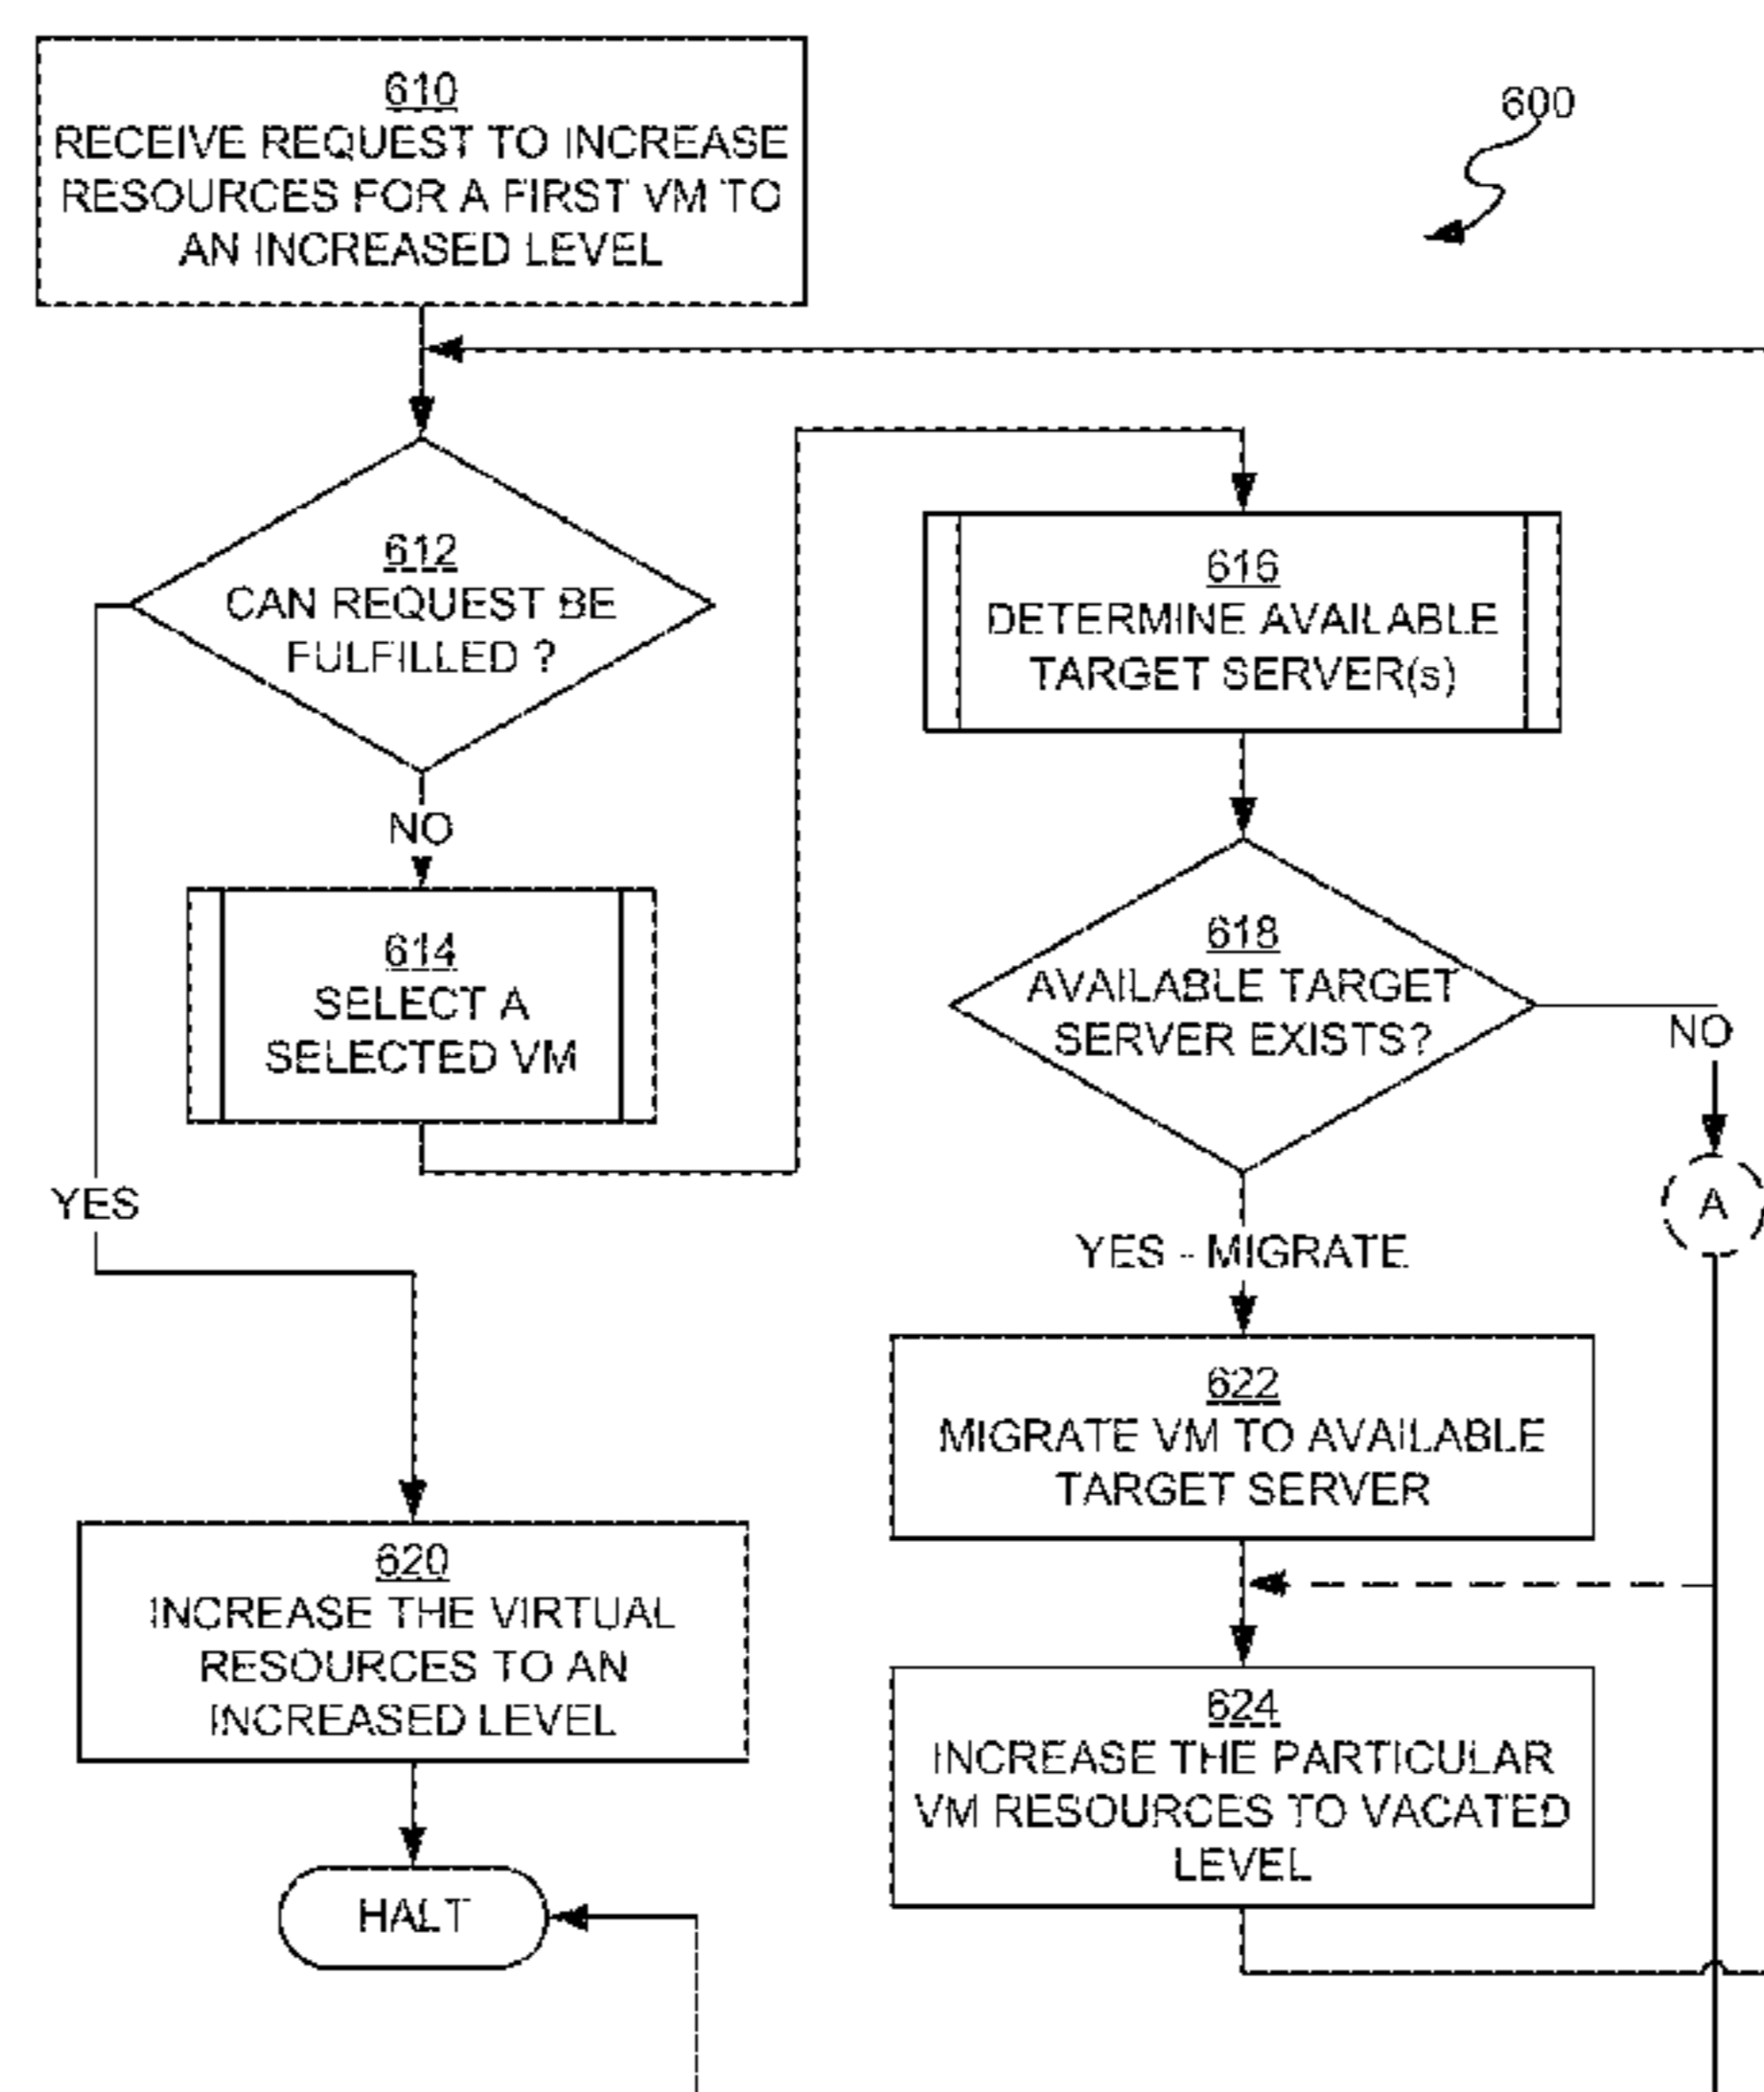 600
610
RECEIVE REQUEST TO INCREASE
RESOURCES FOR A FIRST VM TO
AN INCREASED LEVEL
612
CAN REQUEST BE
FULFILLED ?
NO
614
SELECT A
SELECTED VM
YES
620
INCREASE THE VIRTUAL
RESOURCES TO AN
INCREASED LEVEL
HALT
616
DETERMINE AVAILABLE
TARGET SERVER(s)
618
AVAILABLE TARGET
SERVER EXISTS?
NO
A
YES - MIGRATE
622
MIGRATE VM TO AVAILABLE
TARGET SERVER
624
INCREASE THE PARTICULAR
VM RESOURCES TO VACATED
LEVEL